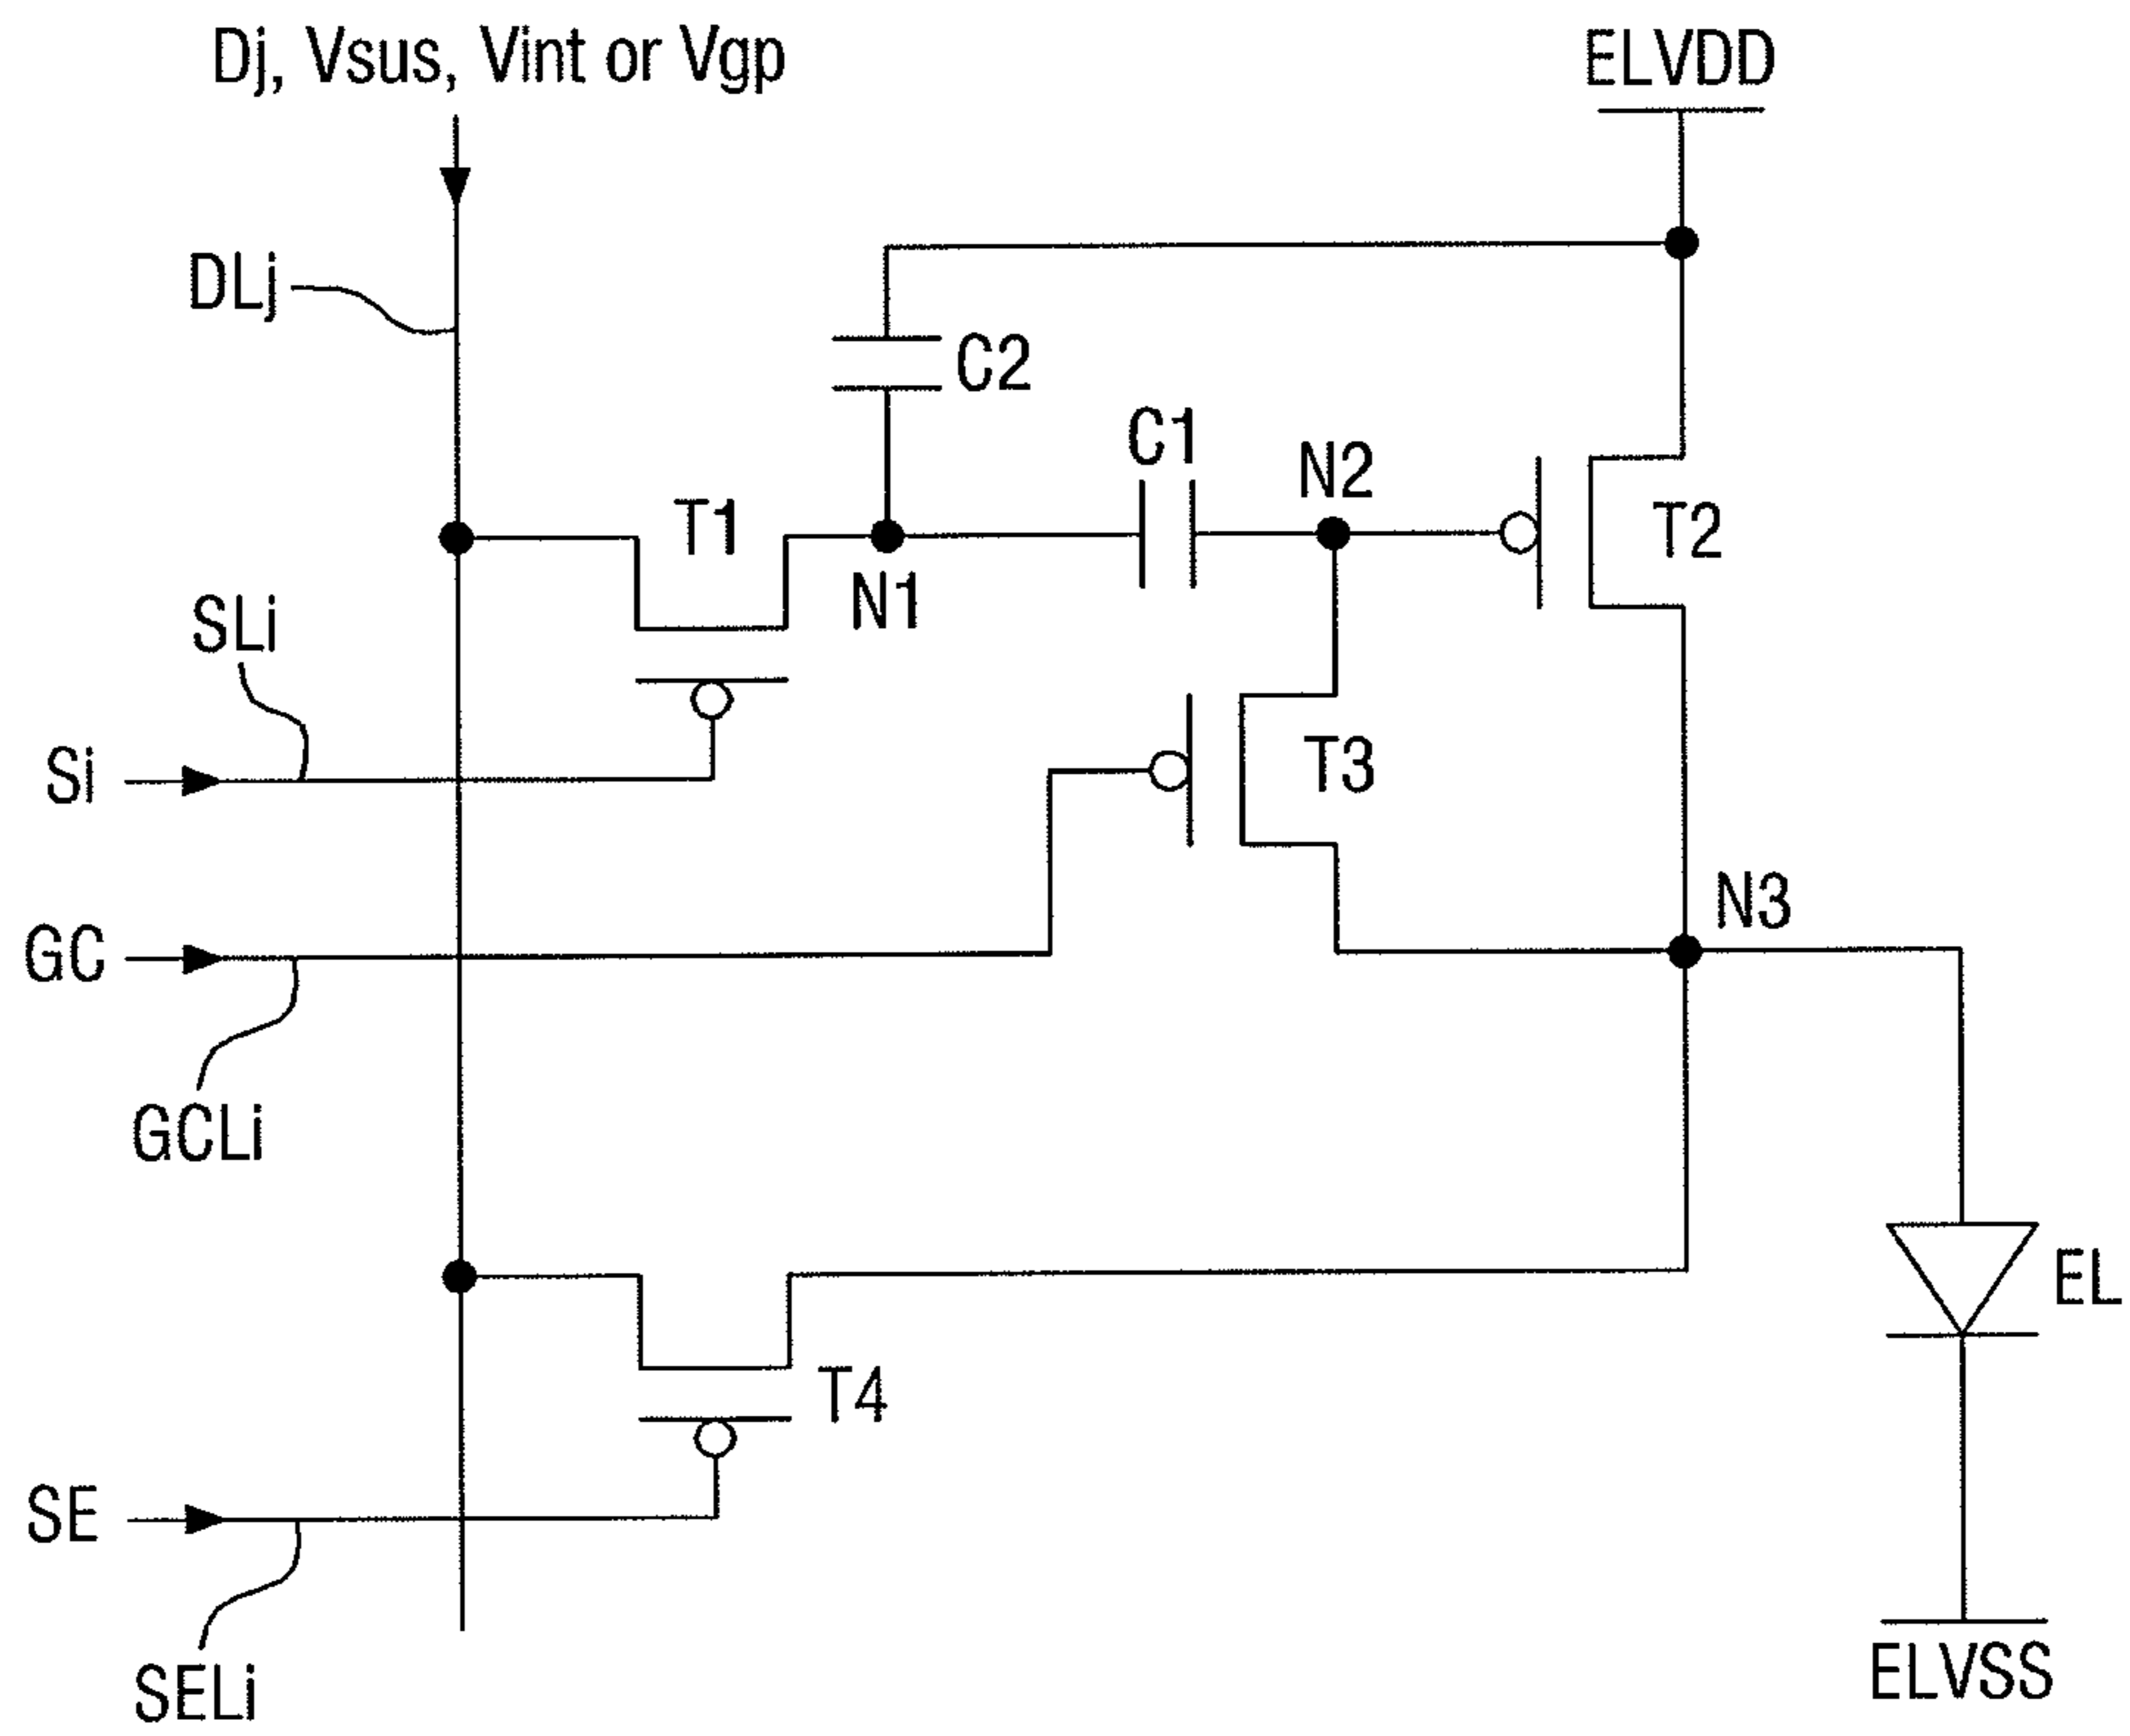 Dj, Vsus, Vint or Vgp
ELVDD
DLj
C2
C1
N2
T1
T2
N1
SLi
T3
Si
N3
GC
GCLi
EL
T4
SE
ELVSS
SELi